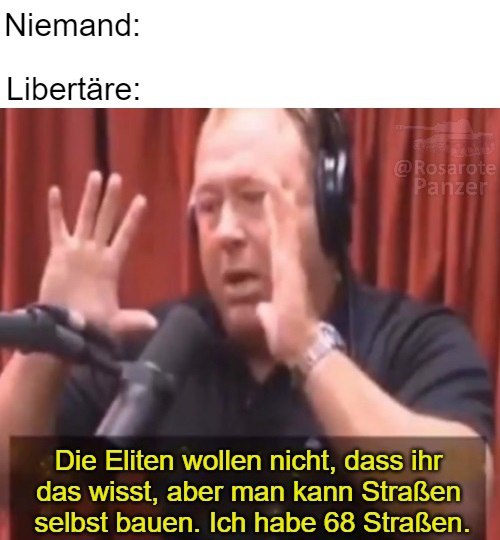 Niemand:
Libertäre:
@Rosarote
Panzer
Die Eliten wollen nicht, dass ihr
das wisst, aber man kann Straßen
selbst bauen. Ich habe 68 Straßen.